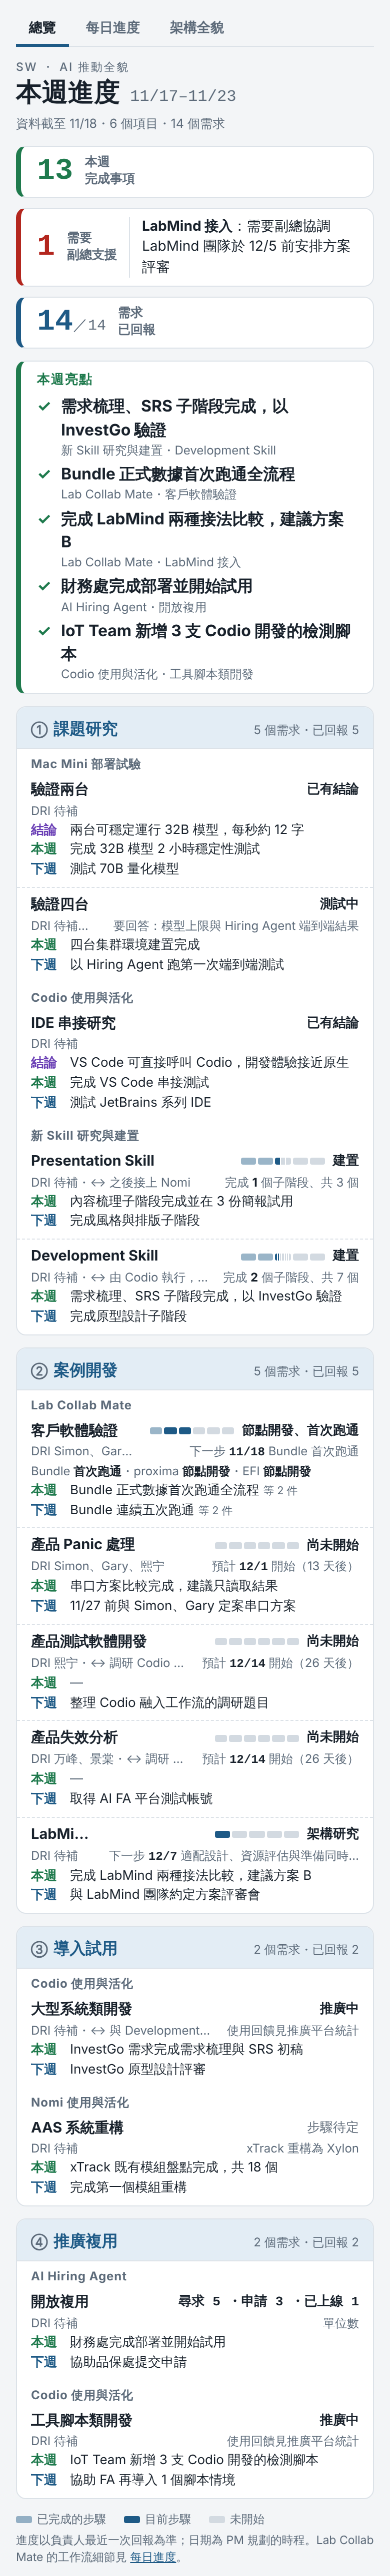 總覽 每日進度 架構全貌
SW · AI 推動全貌
本週進度 11/17–11/23
資料截至 11/18・6 個項目・14 個需求
13 本週
完成事項
1 需要
副總支援
LabMind 接入：需要副總協調
LabMind 團隊於 12/5 前安排方案
評審
14／14 需求
已回報
本週亮點
✓ 需求梳理、SRS 子階段完成，以
InvestGo 驗證
新 Skill 研究與建置・Development Skill
✓ Bundle 正式數據首次跑通全流程
Lab Collab Mate・客戶軟體驗證
✓ 完成 LabMind 兩種接法比較，建議方案
B
Lab Collab Mate・LabMind 接入
✓ 財務處完成部署並開始試用
AI Hiring Agent・開放複用
✓ IoT Team 新增 3 支 Codio 開發的檢測腳
本
Codio 使用與活化・工具腳本類開發
① 課題研究 5 個需求・已回報 5
Mac Mini 部署試驗
驗證兩台 已有結論
DRI 待補
結論 兩台可穩定運行 32B 模型，每秒約 12 字
本週 完成 32B 模型 2 小時穩定性測試
下週 測試 70B 量化模型
驗證四台 測試中
DRI 待補... 要回答：模型上限與 Hiring Agent 端到端結果
本週 四台集群環境建置完成
下週 以 Hiring Agent 跑第一次端到端測試
Codio 使用與活化
IDE 串接研究 已有結論
DRI 待補
結論 VS Code 可直接呼叫 Codio，開發體驗接近原生
本週 完成 VS Code 串接測試
下週 測試 JetBrains 系列 IDE
新 Skill 研究與建置
Presentation Skill 建置
DRI 待補・↔ 之後接上 Nomi 完成 1 個子階段、共 3 個
本週 內容梳理子階段完成並在 3 份簡報試用
下週 完成風格與排版子階段
Development Skill 建置
DRI 待補・↔ 由 Codio 執行，... 完成 2 個子階段、共 7 個
本週 需求梳理、SRS 子階段完成，以 InvestGo 驗證
下週 完成原型設計子階段
② 案例開發 5 個需求・已回報 5
Lab Collab Mate
客戶軟體驗證 節點開發、首次跑通
DRI Simon、Gar... 下一步 11/18 Bundle 首次跑通
Bundle 首次跑通・proxima 節點開發・EFI 節點開發
本週 Bundle 正式數據首次跑通全流程 等 2 件
下週 Bundle 連續五次跑通 等 2 件
產品 Panic 處理 尚未開始
DRI Simon、Gary、熙宁 預計 12/1 開始（13 天後）
本週 串口方案比較完成，建議只讀取結果
下週 11/27 前與 Simon、Gary 定案串口方案
產品測試軟體開發 尚未開始
DRI 熙宁・↔ 調研 Codio ... 預計 12/14 開始（26 天後）
本週 —
下週 整理 Codio 融入工作流的調研題目
產品失效分析 尚未開始
DRI 万峰、景棠・↔ 調研 ... 預計 12/14 開始（26 天後）
本週 —
下週 取得 AI FA 平台測試帳號
LabMi... 架構研究
DRI 待補 下一步 12/7 適配設計、資源評估與準備同時...
本週 完成 LabMind 兩種接法比較，建議方案 B
下週 與 LabMind 團隊約定方案評審會
③ 導入試用 2 個需求・已回報 2
Codio 使用與活化
大型系統類開發 推廣中
DRI 待補・↔ 與 Development... 使用回饋見推廣平台統計
本週 InvestGo 需求完成需求梳理與 SRS 初稿
下週 InvestGo 原型設計評審
Nomi 使用與活化
AAS 系統重構 步驟待定
DRI 待補 xTrack 重構為 Xylon
本週 xTrack 既有模組盤點完成，共 18 個
下週 完成第一個模組重構
④ 推廣複用 2 個需求・已回報 2
AI Hiring Agent
開放複用 尋求 5 ・申請 3 ・已上線 1
DRI 待補 單位數
本週 財務處完成部署並開始試用
下週 協助品保處提交申請
Codio 使用與活化
工具腳本類開發 推廣中
DRI 待補 使用回饋見推廣平台統計
本週 IoT Team 新增 3 支 Codio 開發的檢測腳本
下週 協助 FA 再導入 1 個腳本情境
已完成的步驟 目前步驟 未開始
進度以負責人最近一次回報為準；日期為 PM 規劃的時程。Lab Collab
Mate 的工作流細節見 每日進度。